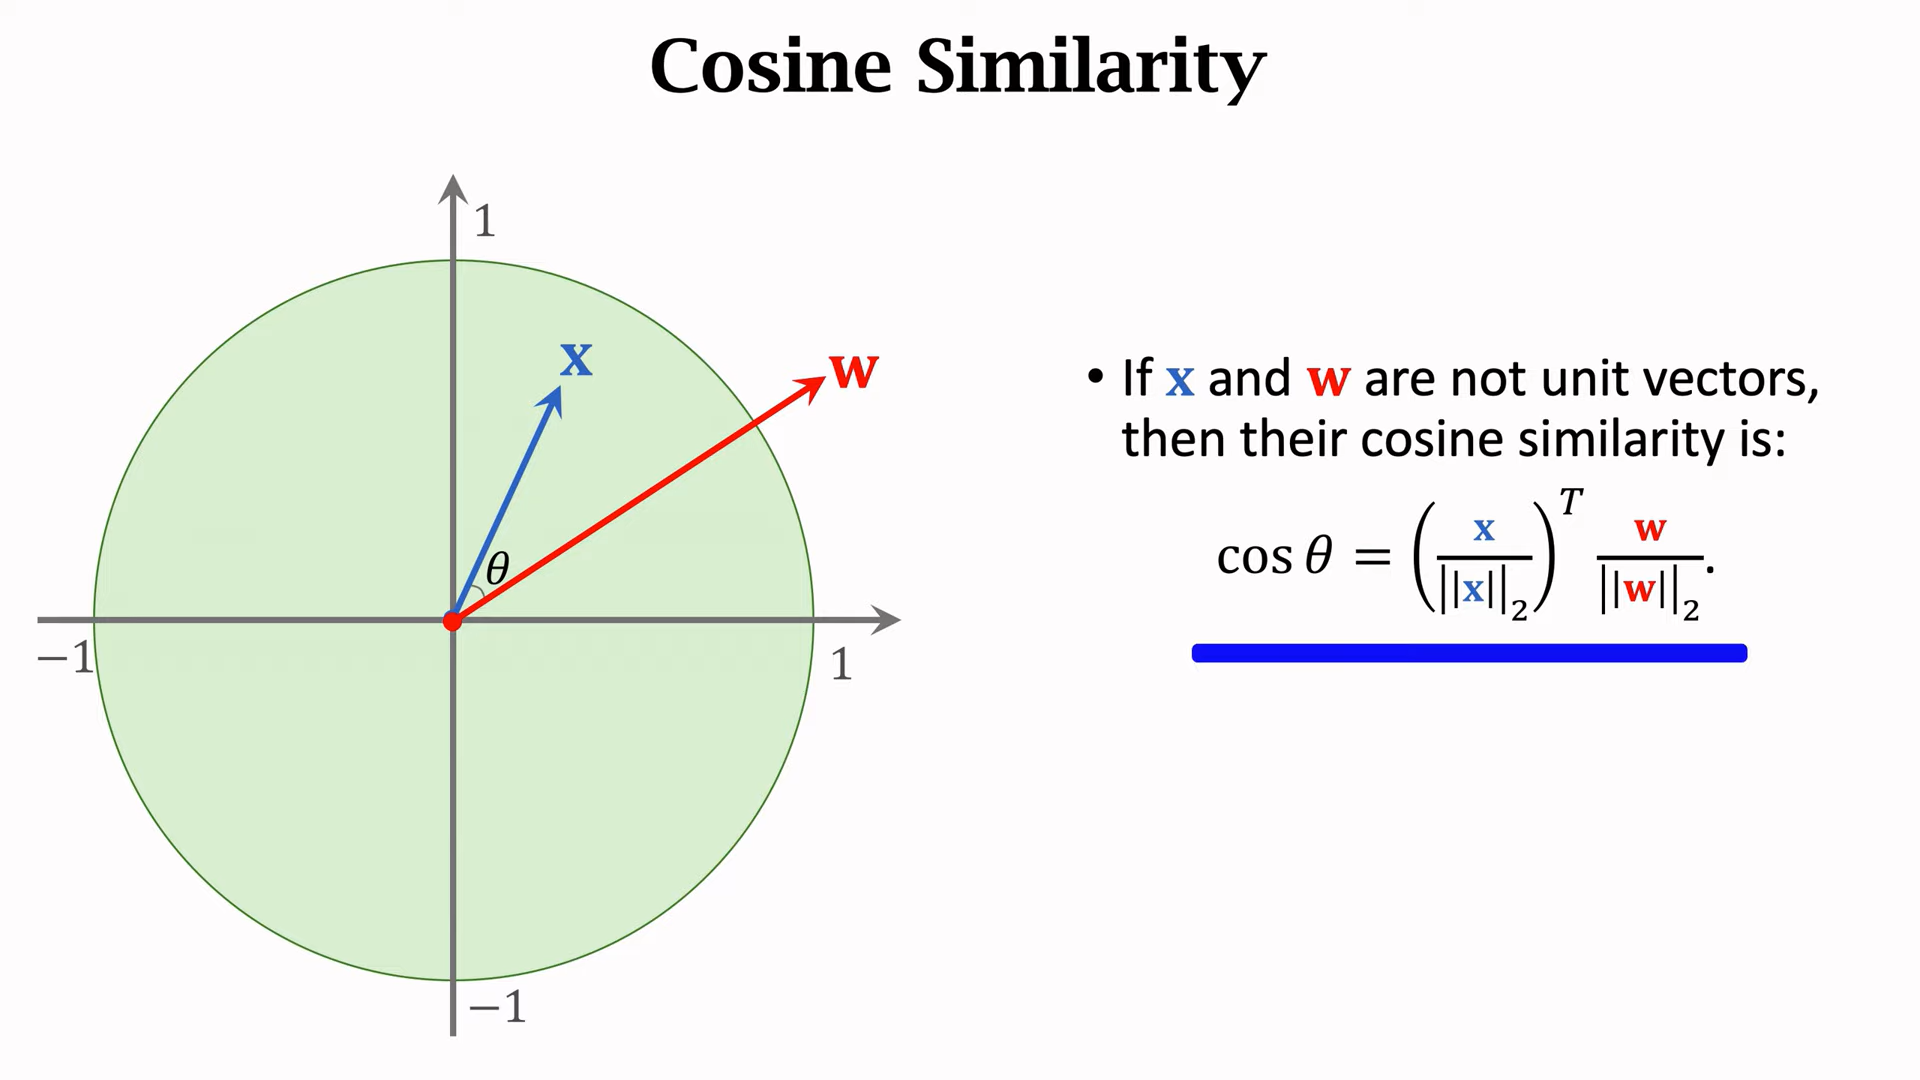 Cosine Similarity
1
x
w
θ
−1
1
−1
• If x and w are not unit vectors,
then their cosine similarity is:
cos θ = (x / ||x||₂)ᵀ w / ||w||₂.